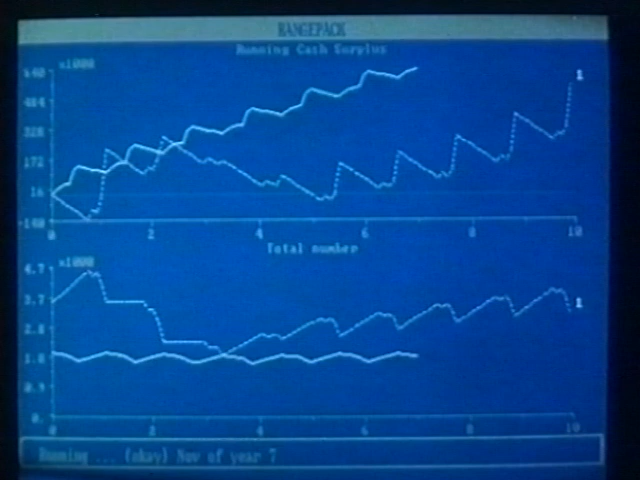 RANGEPACK
Running Cash Surplus
x1000
640
484
328
172
16
-140
0 2 4 6 8 10
1
Total number
x1000
4.7
3.7
2.8
1.8
0.9
0.
0 2 4 6 8 10
1
Running ... (okay) Nov of year 7